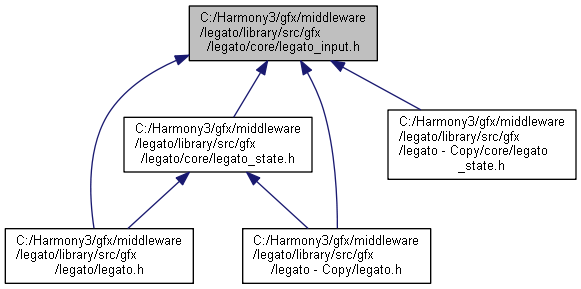 C:/Harmony3/gfx/middleware
/legato/library/src/gfx
/legato/core/legato_input.h
C:/Harmony3/gfx/middleware
/legato/library/src/gfx
/legato/core/legato_state.h
C:/Harmony3/gfx/middleware
/legato/library/src/gfx
/legato - Copy/core/legato
_state.h
C:/Harmony3/gfx/middleware
/legato/library/src/gfx
/legato/legato.h
C:/Harmony3/gfx/middleware
/legato/library/src/gfx
/legato - Copy/legato.h